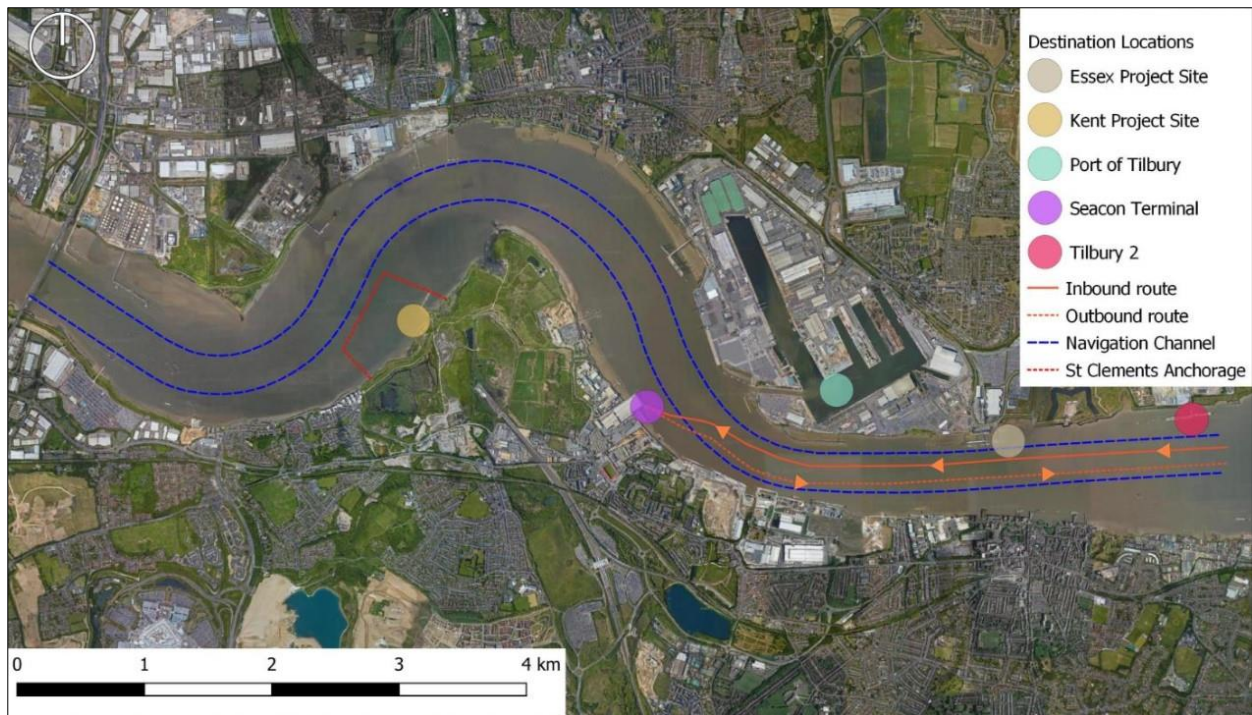 Destination Locations
Essex Project Site
Kent Project Site
Port of Tilbury
Seacon Terminal
Tilbury 2
Inbound route
Outbound route
Navigation Channel
St Clements Anchorage
0 1 2 3 4 km